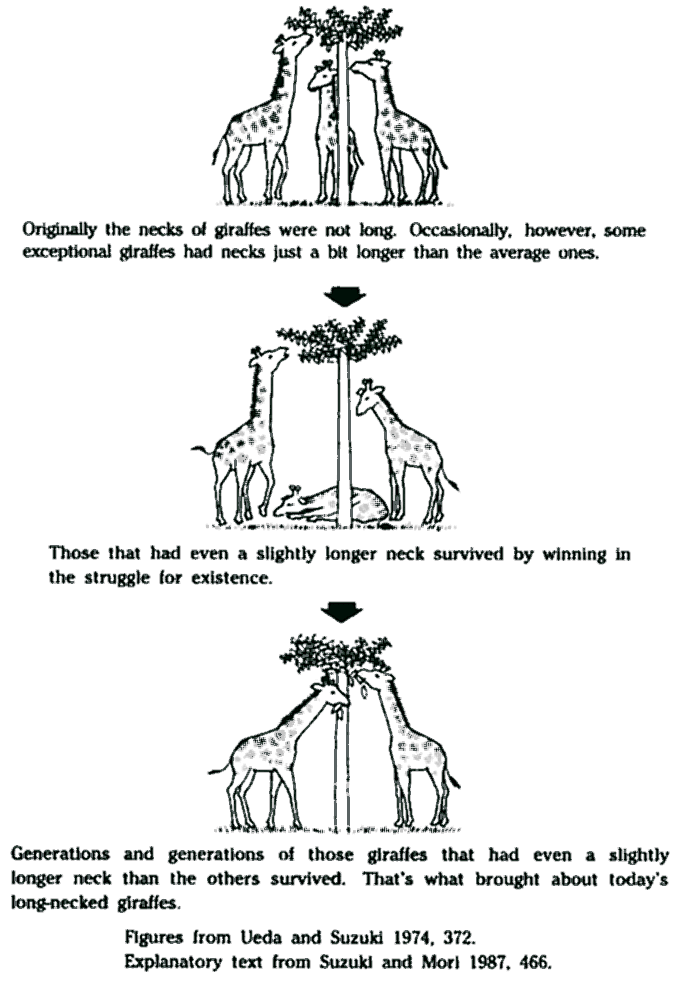 Originally the necks of giraffes were not long. Occasionally, however, some
exceptional giraffes had necks just a bit longer than the average ones.
Those that had even a slightly longer neck survived by winning in
the struggle for existence.
Generations and generations of those giraffes that had even a slightly
longer neck than the others survived. That's what brought about today's
long-necked giraffes.
Figures from Ueda and Suzuki 1974, 372.
Explanatory text from Suzuki and Mori 1987, 466.